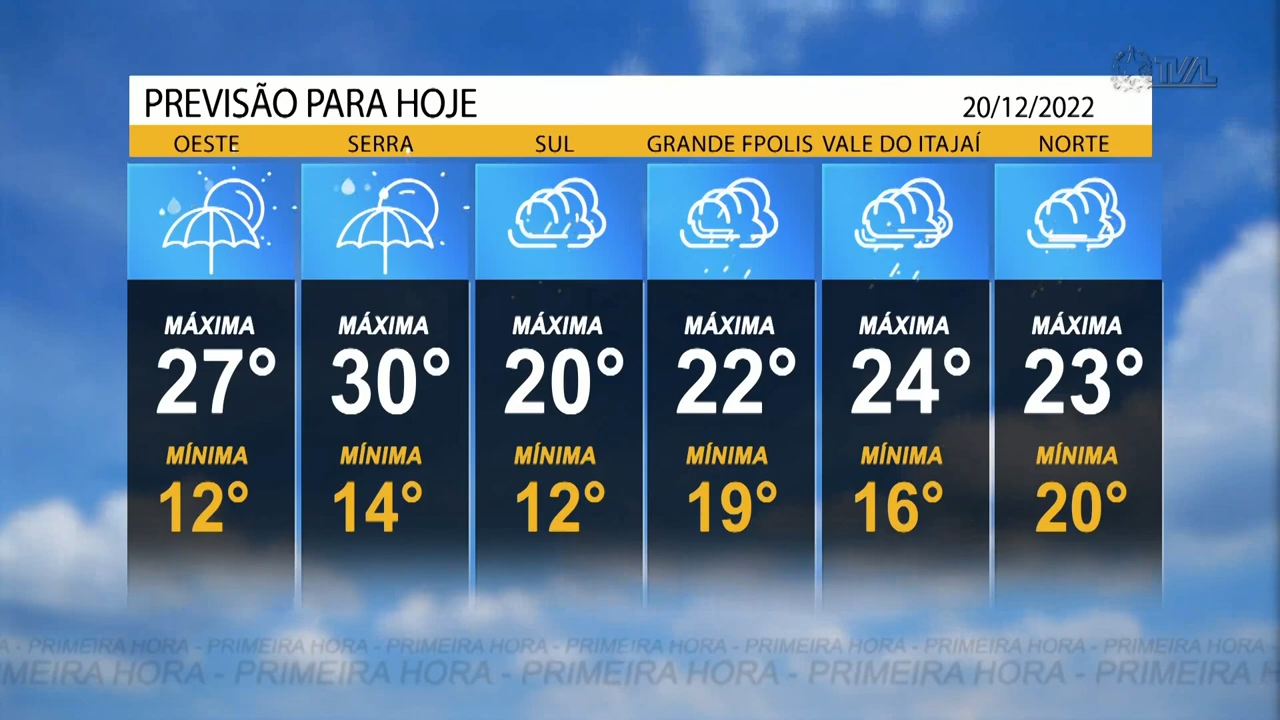 TVAL
PREVISÃO PARA HOJE 20/12/2022
OESTE SERRA SUL GRANDE FPOLIS VALE DO ITAJAÍ NORTE
MÁXIMA MÁXIMA MÁXIMA MÁXIMA MÁXIMA MÁXIMA
27° 30° 20° 22° 24° 23°
MÍNIMA MÍNIMA MÍNIMA MÍNIMA MÍNIMA MÍNIMA
12° 14° 12° 19° 16° 20°
A - PRIMEIRA HORA - PRIMEIRA HORA - PRIMEIRA HORA - PRIMEIRA HORA - PRIMEIRA HORA - PRIMEIRA HORA - PRIMEIRA HORA -
IMEIRA HORA - PRIMEIRA HORA - PRIMEIRA HORA - PRIMEIRA HORA - PRIMEIRA HORA - PRIMEIRA H